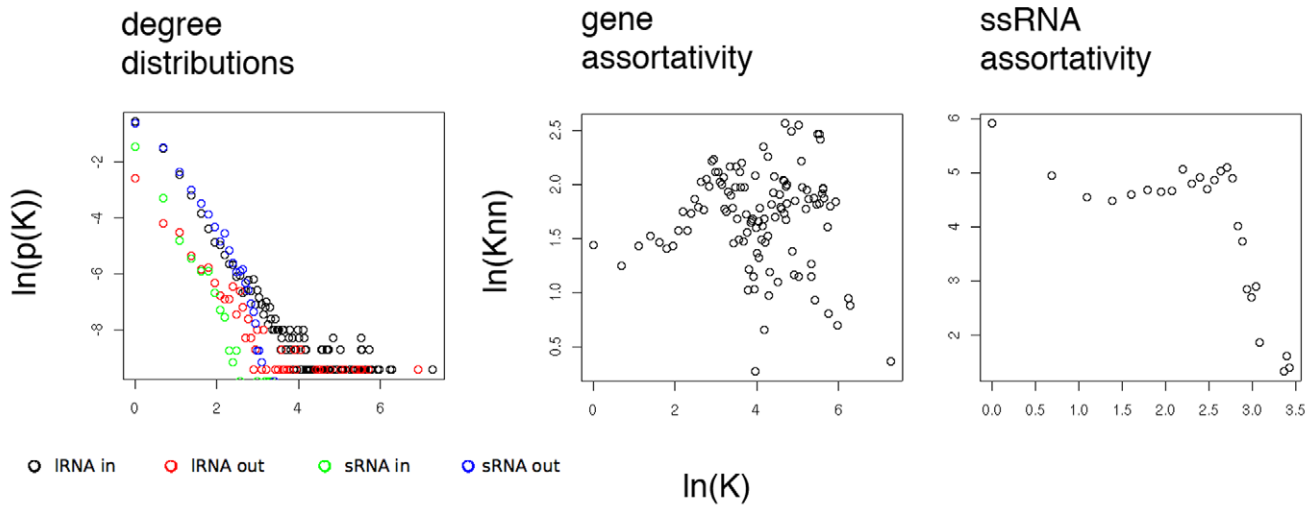 degree
distributions
gene
assortativity
ssRNA
assortativity
ln(p(K))
-2
-4
-6
-8
0 2 4 6
ln(Knn)
2.5
2.0
1.5
1.0
0.5
0 2 4 6
6
5
4
3
2
0.0 0.5 1.0 1.5 2.0 2.5 3.0 3.5
lRNA in lRNA out sRNA in sRNA out
ln(K)